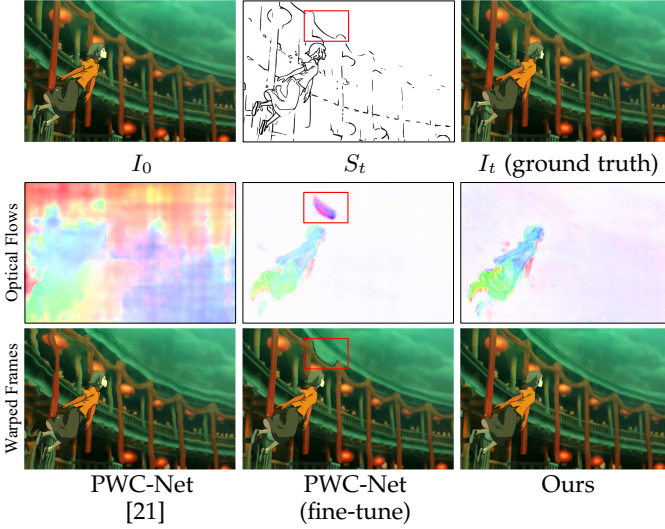 I₀
Sₜ
Iₜ (ground truth)
Optical Flows
Warped Frames
PWC-Net
[21]
PWC-Net
(fine-tune)
Ours